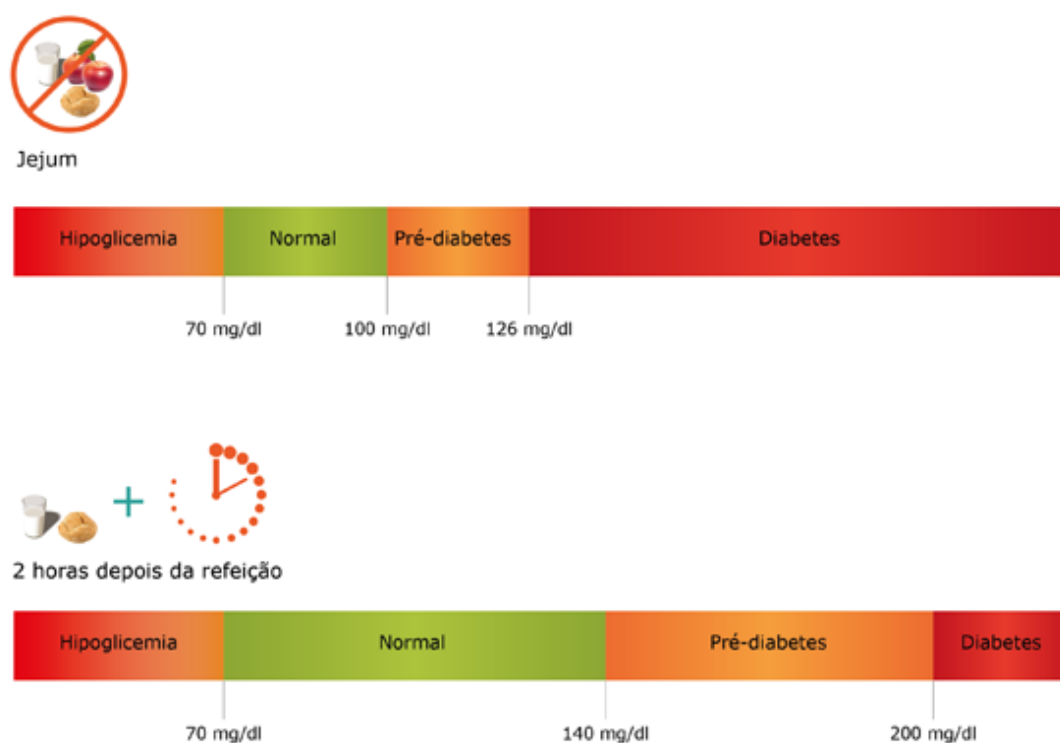 Jejum
Hipoglicemia Normal Pré-diabetes Diabetes
70 mg/dl 100 mg/dl 126 mg/dl
2 horas depois da refeição
Hipoglicemia Normal Pré-diabetes Diabetes
70 mg/dl 140 mg/dl 200 mg/dl